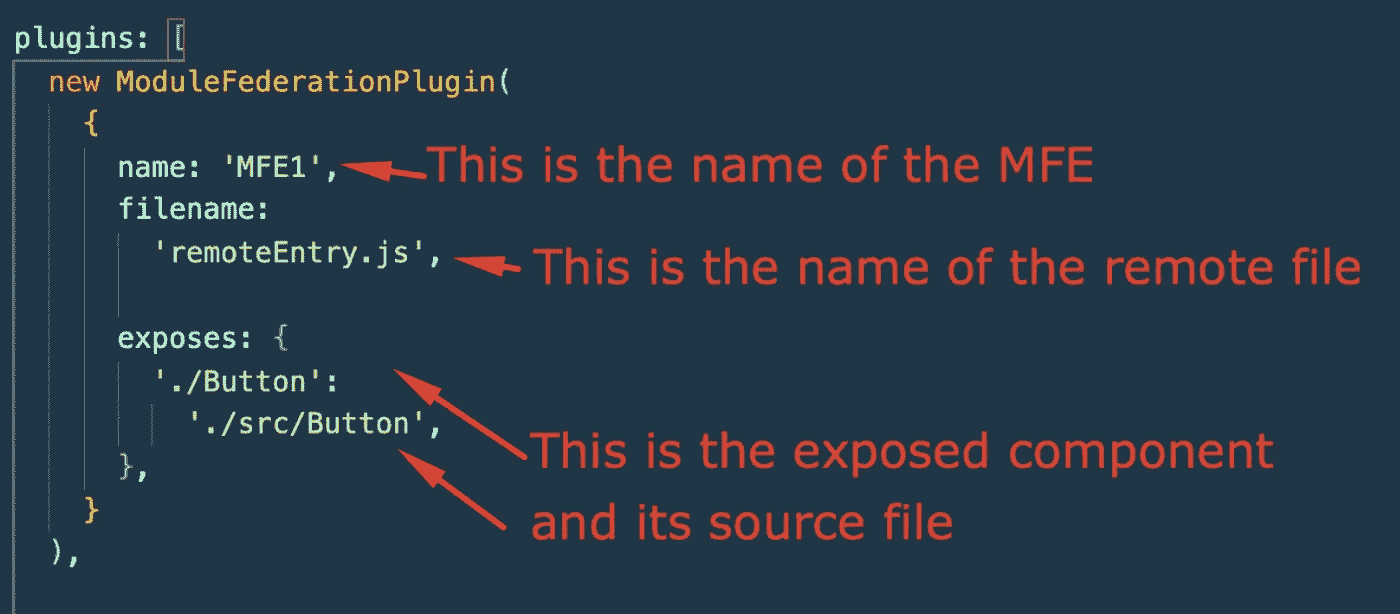 plugins: [
new ModuleFederationPlugin(
{
name: 'MFE1', This is the name of the MFE
filename:
'remoteEntry.js', This is the name of the remote file
exposes: {
'./Button':
'./src/Button',
This is the exposed component
},
and its source file
}
),